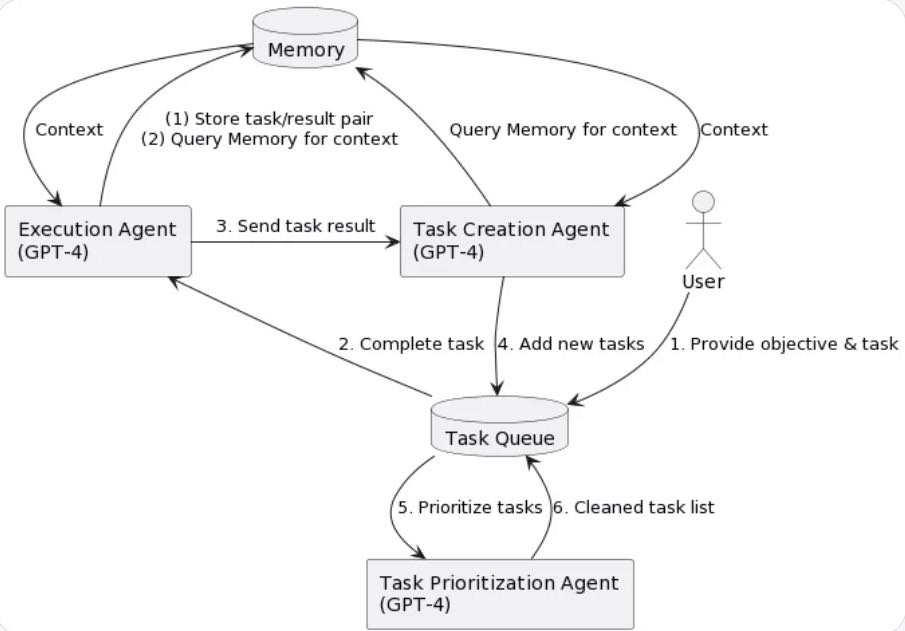 Memory
Context
(1) Store task/result pair
(2) Query Memory for context
Query Memory for context
Context
Execution Agent
(GPT-4)
3. Send task result
Task Creation Agent
(GPT-4)
User
2. Complete task
4. Add new tasks
1. Provide objective & task
Task Queue
5. Prioritize tasks
6. Cleaned task list
Task Prioritization Agent
(GPT-4)